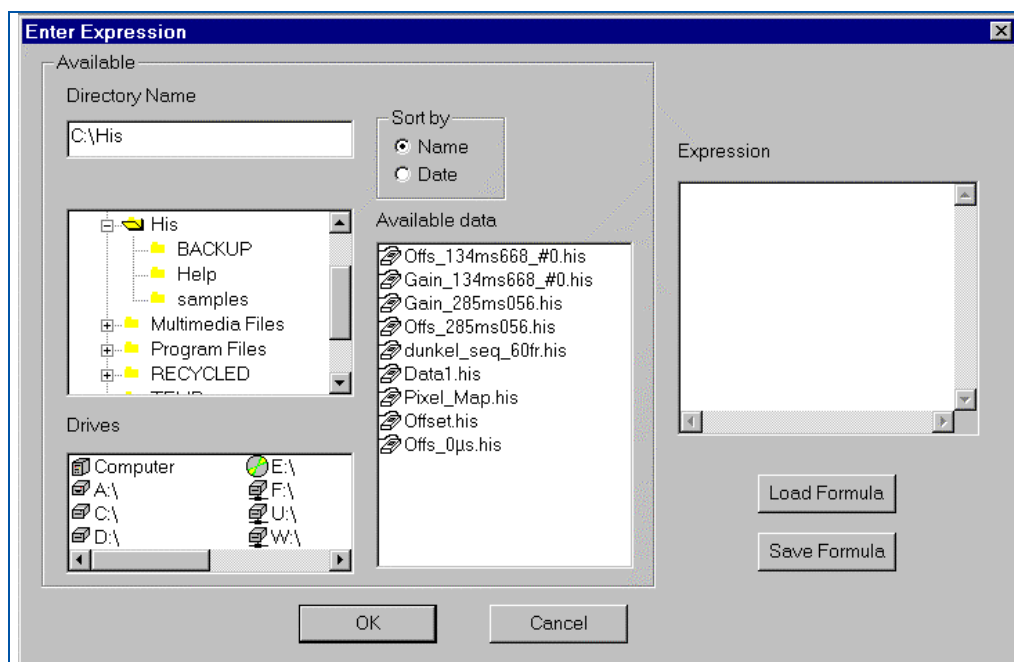 Enter Expression
Available
Directory Name
C:\His
Sort by
Name
Date
His
BACKUP
Help
samples
Multimedia Files
Program Files
RECYCLED
Drives
Computer
A:\
C:\
D:\
E:\
F:\
U:\
W:\
Available data
Offs_134ms668_#0.his
Gain_134ms668_#0.his
Gain_285ms056.his
Offs_285ms056.his
dunkel_seq_60fr.his
Data1.his
Pixel_Map.his
Offset.his
Offs_0µs.his
Expression
Load Formula
Save Formula
OK
Cancel